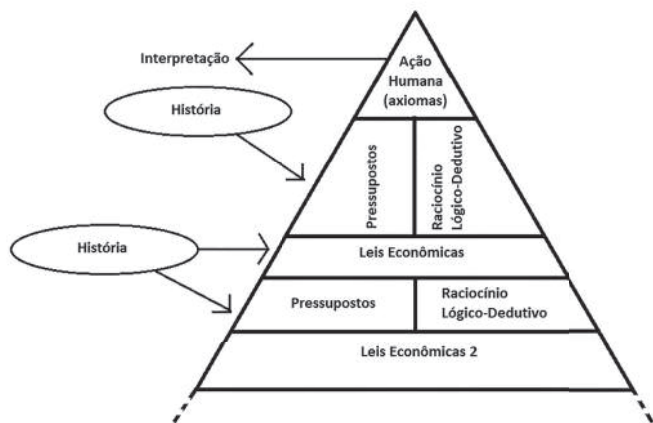 Interpretação
Ação
Humana
(axiomas)
História
Pressupostos
Raciocínio
Lógico-Dedutivo
História
Leis Econômicas
Pressupostos
Raciocínio
Lógico-Dedutivo
Leis Econômicas 2